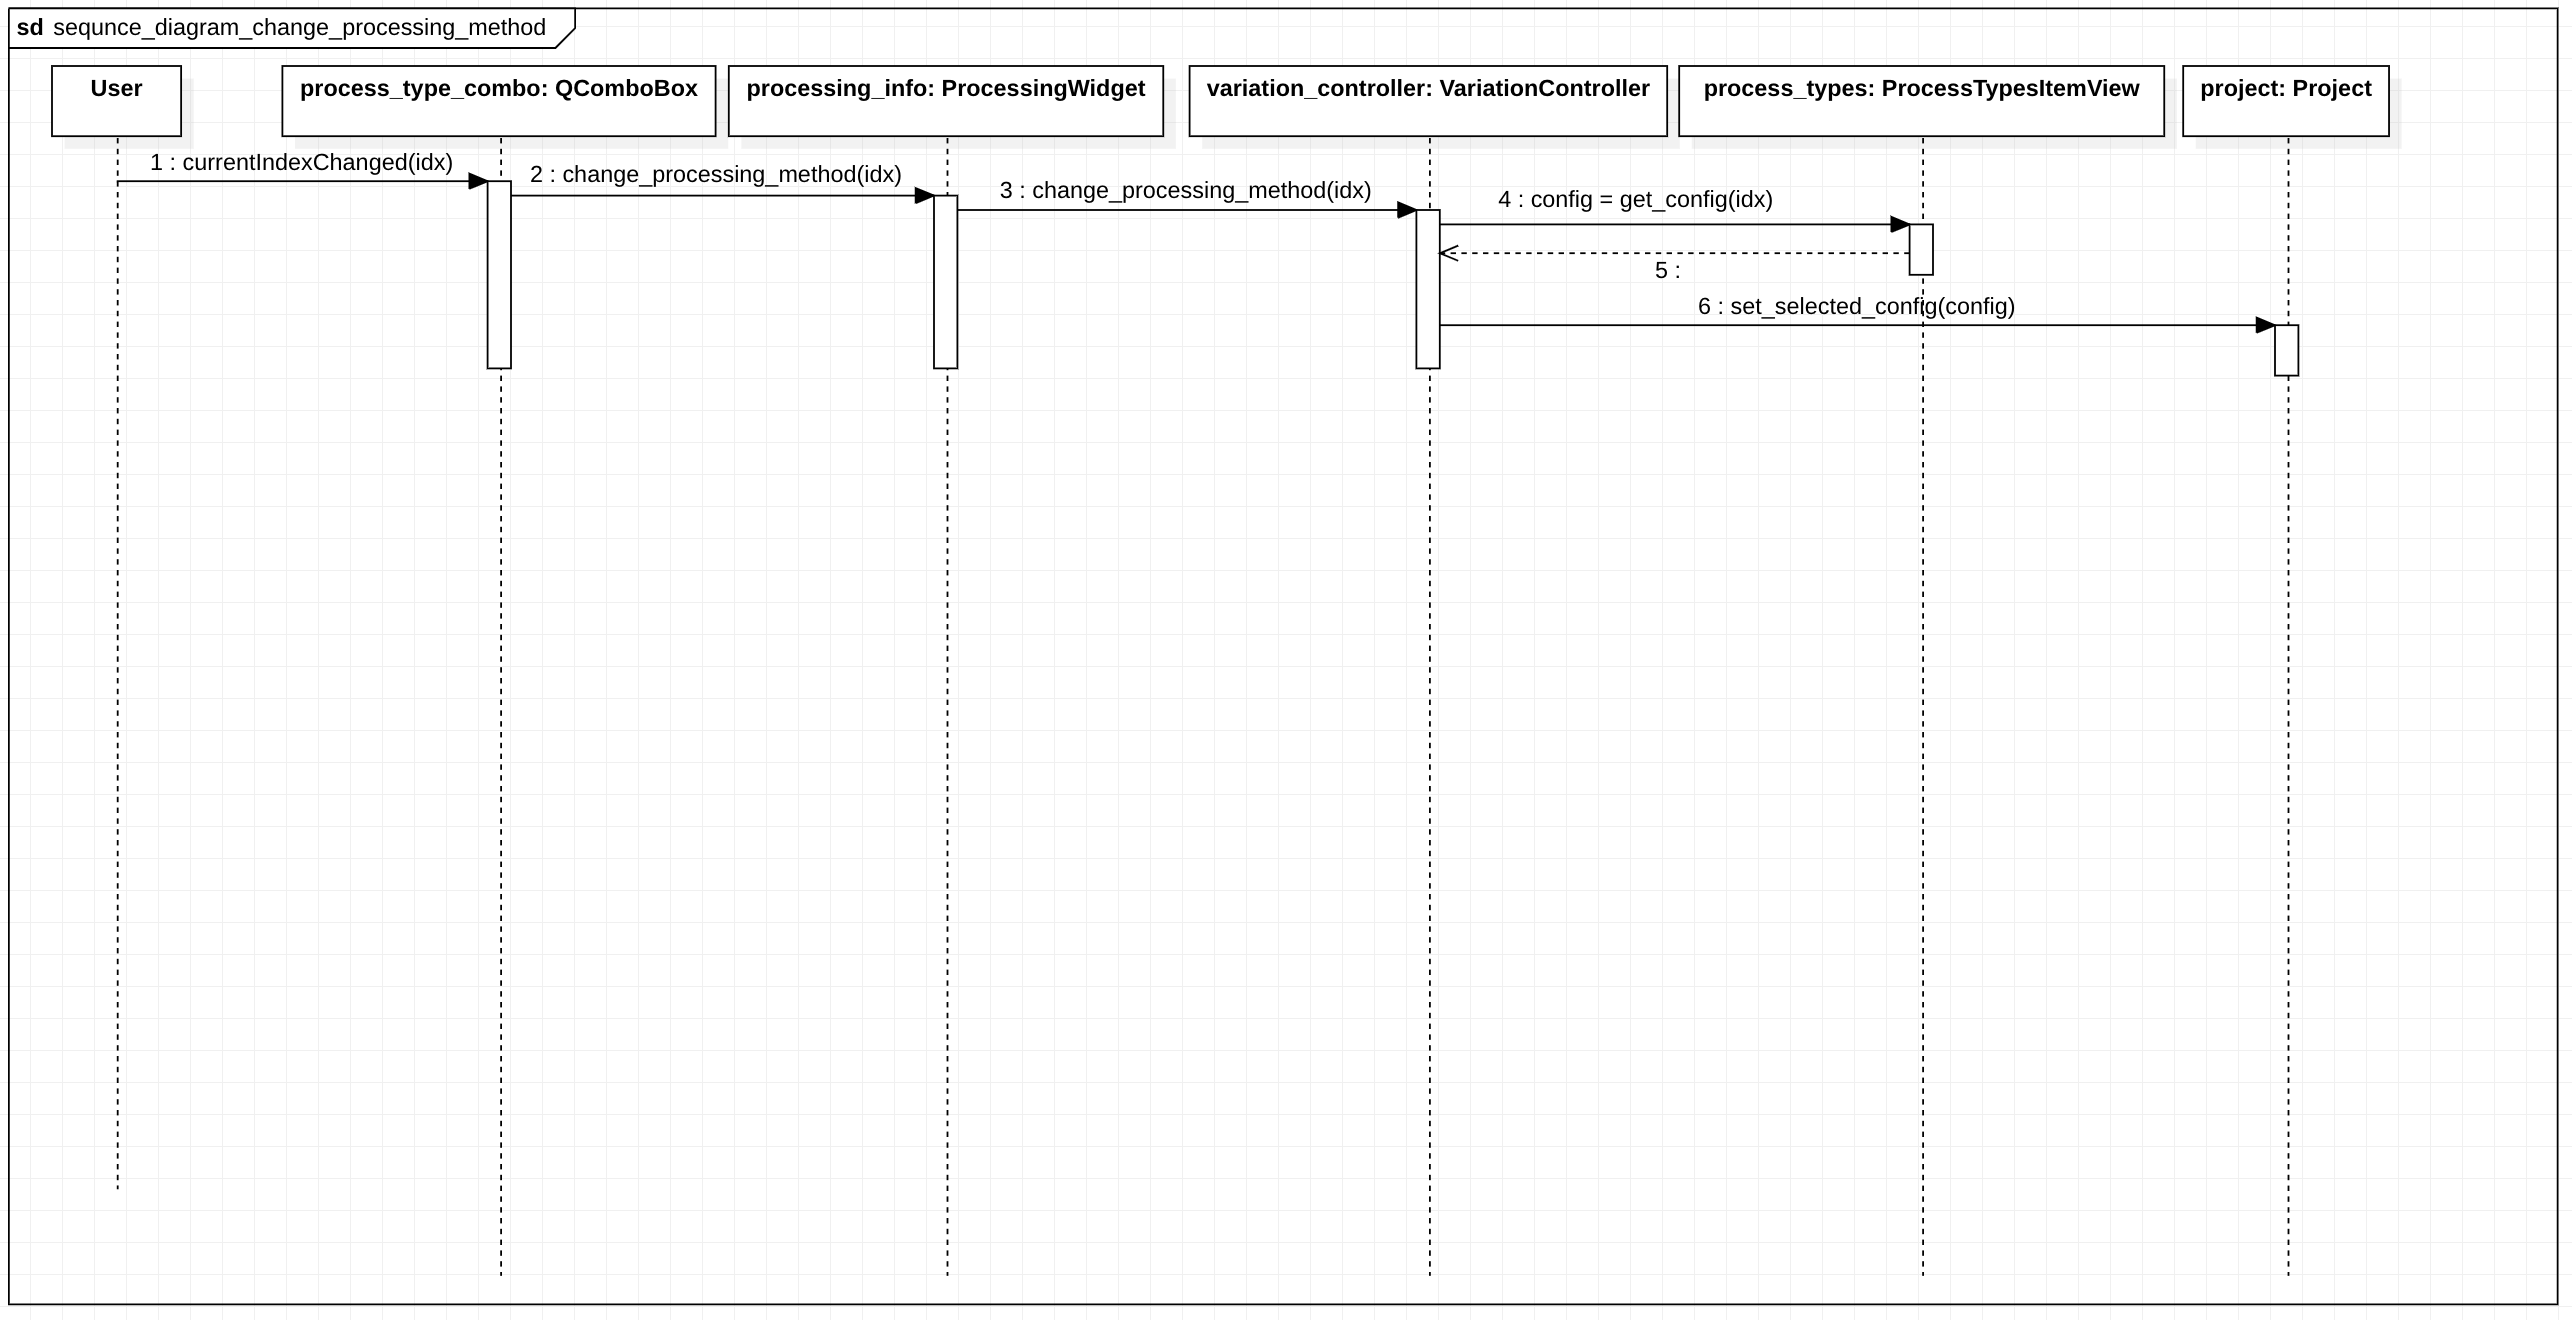 sd sequnce_diagram_change_processing_method
User
process_type_combo: QComboBox
processing_info: ProcessingWidget
variation_controller: VariationController
process_types: ProcessTypesItemView
project: Project
1 : currentIndexChanged(idx)
2 : change_processing_method(idx)
3 : change_processing_method(idx)
4 : config = get_config(idx)
5 :
6 : set_selected_config(config)